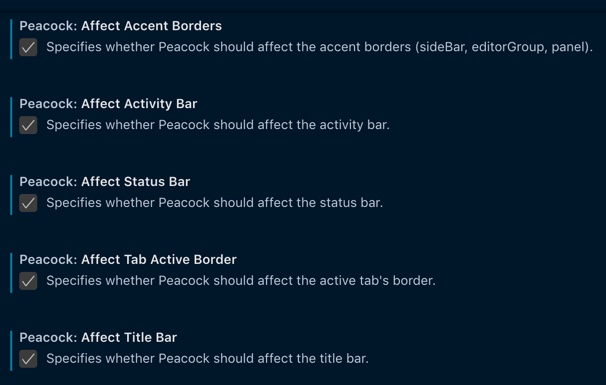 Peacock: Affect Accent Borders
Specifies whether Peacock should affect the accent borders (sideBar, editorGroup, panel).
Peacock: Affect Activity Bar
Specifies whether Peacock should affect the activity bar.
Peacock: Affect Status Bar
Specifies whether Peacock should affect the status bar.
Peacock: Affect Tab Active Border
Specifies whether Peacock should affect the active tab's border.
Peacock: Affect Title Bar
Specifies whether Peacock should affect the title bar.